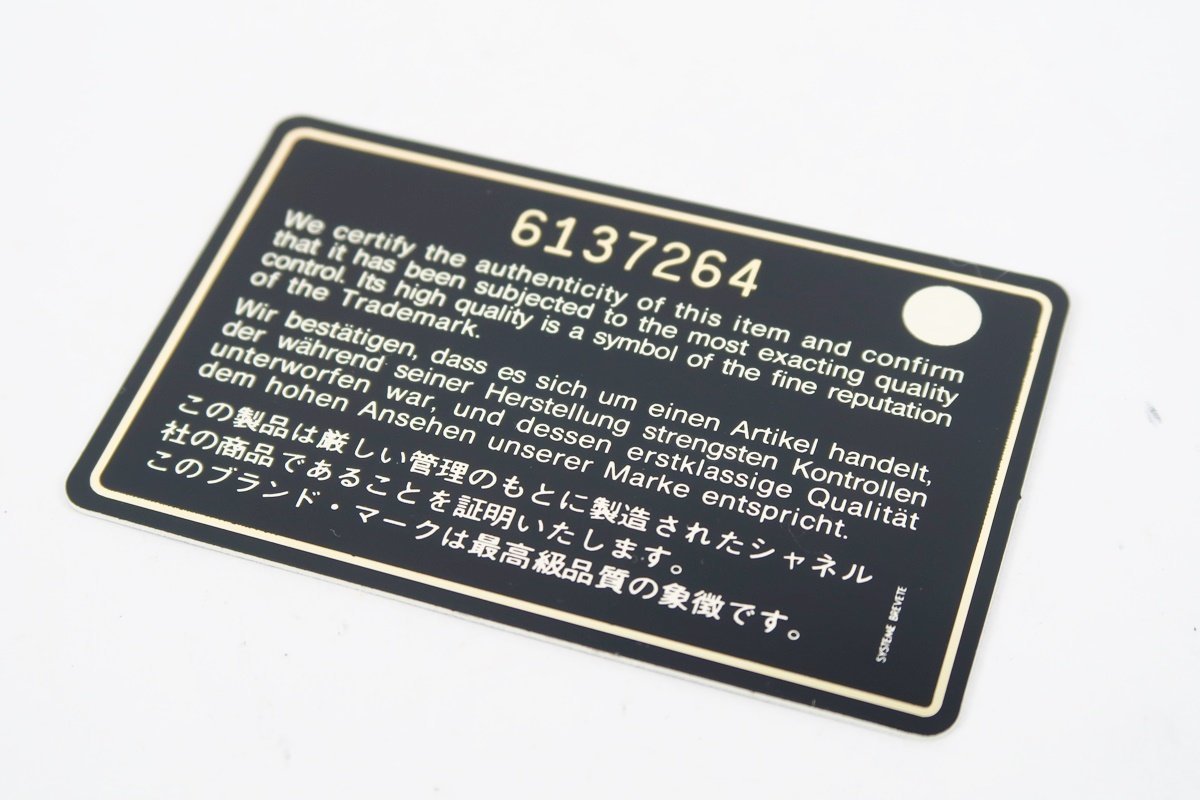 6137264
We certify the authenticity of this item and confirm
that it has been subjected to the most exacting quality
control. Its high quality is a symbol of the fine reputation
of the Trademark.
Wir bestätigen, dass es sich um einen Artikel handelt,
der während seiner Herstellung strengsten Kontrollen
unterworfen war, und dessen erstklassige Qualität
dem hohen Ansehen unserer Marke entspricht.
この製品は厳しい管理のもとに製造されたシャネル
社の商品であることを証明いたします。
このブランド・マークは最高級品質の象徴です。
SYSTEME BREVETE